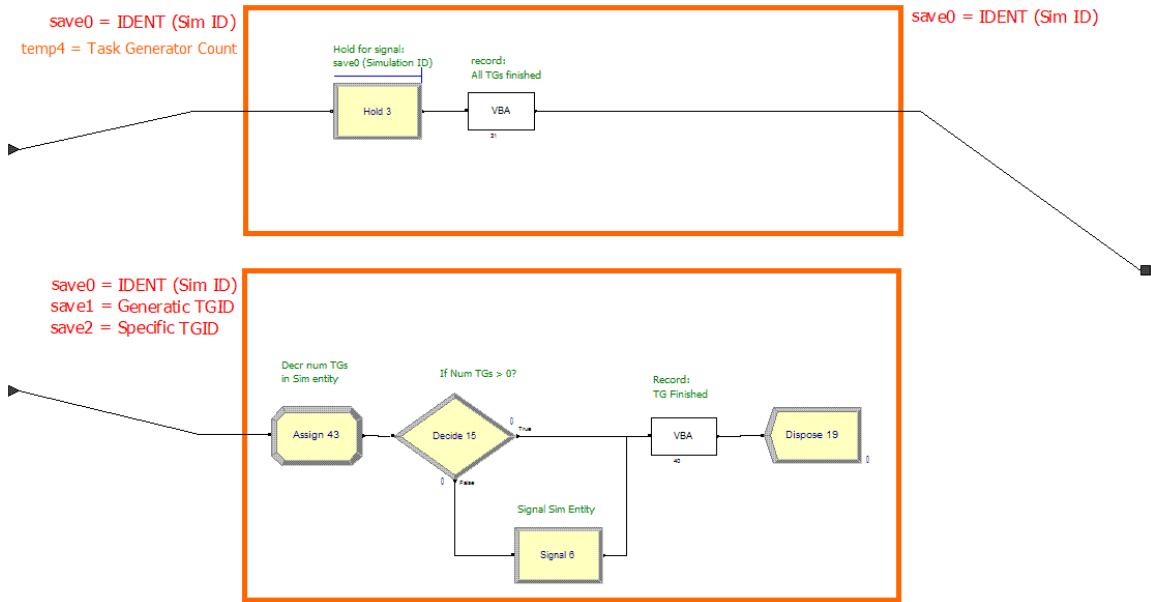 save0 = IDENT (Sim ID)
temp4 = Task Generator Count
save0 = IDENT (Sim ID)
Hold for signal:
save0 (Simulation ID)
record:
All TGs finished
Hold 3
VBA
31
save0 = IDENT (Sim ID)
save1 = Generatic TGID
save2 = Specific TGID
Decr num TGs
in Sim entity
If Num TGs > 0?
Record:
TG Finished
Assign 43
Decide 15
0
True
0
False
VBA
40
Dispose 19
0
Signal Sim Entity
Signal 6